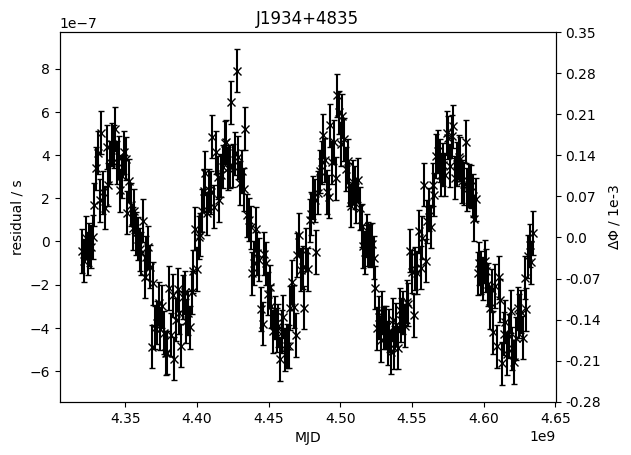 J1934+4835
1e−7
8
6
4
2
0
−2
−4
−6
residual / s
0.35
0.28
0.21
0.14
0.07
0.0
-0.07
-0.14
-0.21
-0.28
ΔΦ / 1e-3
4.35 4.40 4.45 4.50 4.55 4.60 4.65
1e9
MJD